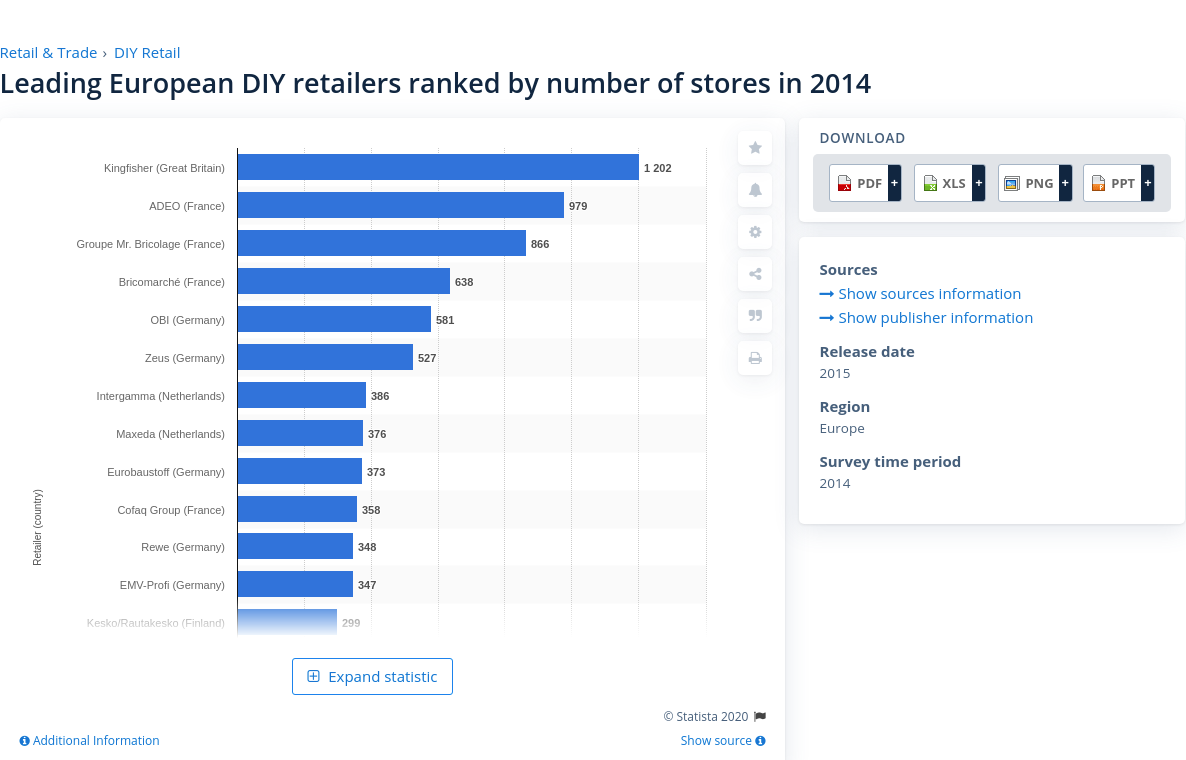 Retail & Trade › DIY Retail
Leading European DIY retailers ranked by number of stores in 2014
Retailer (country)
Kingfisher (Great Britain) 1 202
ADEO (France) 979
Groupe Mr. Bricolage (France) 866
Bricomarché (France) 638
OBI (Germany) 581
Zeus (Germany) 527
Intergamma (Netherlands) 386
Maxeda (Netherlands) 376
Eurobaustoff (Germany) 373
Cofaq Group (France) 358
Rewe (Germany) 348
EMV-Profi (Germany) 347
Kesko/Rautakesko (Finland) 299
Expand statistic
© Statista 2020
Additional Information
Show source
DOWNLOAD
PDF + XLS + PNG + PPT +
Sources
Show sources information
Show publisher information
Release date
2015
Region
Europe
Survey time period
2014